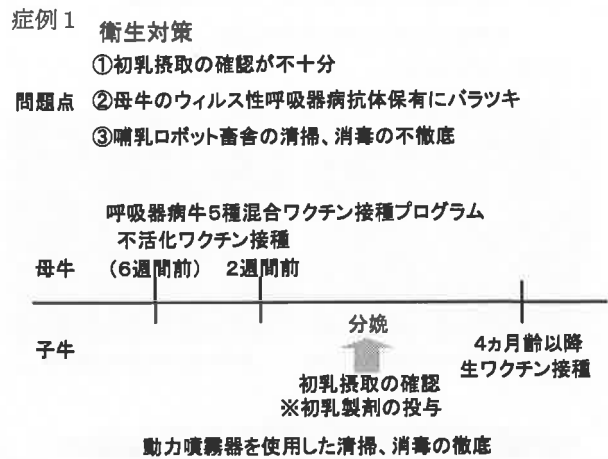 症例1
衛生対策
①初乳摂取の確認が不十分
問題点 ②母牛のウィルス性呼吸器病抗体保有にバラツキ
③哺乳ロボット畜舎の清掃、消毒の不徹底
呼吸器病牛5種混合ワクチン接種プログラム
不活化ワクチン接種
母牛 (6週間前) 2週間前
分娩
子牛
4ヵ月齢以降
生ワクチン接種
初乳摂取の確認
※初乳製剤の投与
動力噴霧器を使用した清掃、消毒の徹底